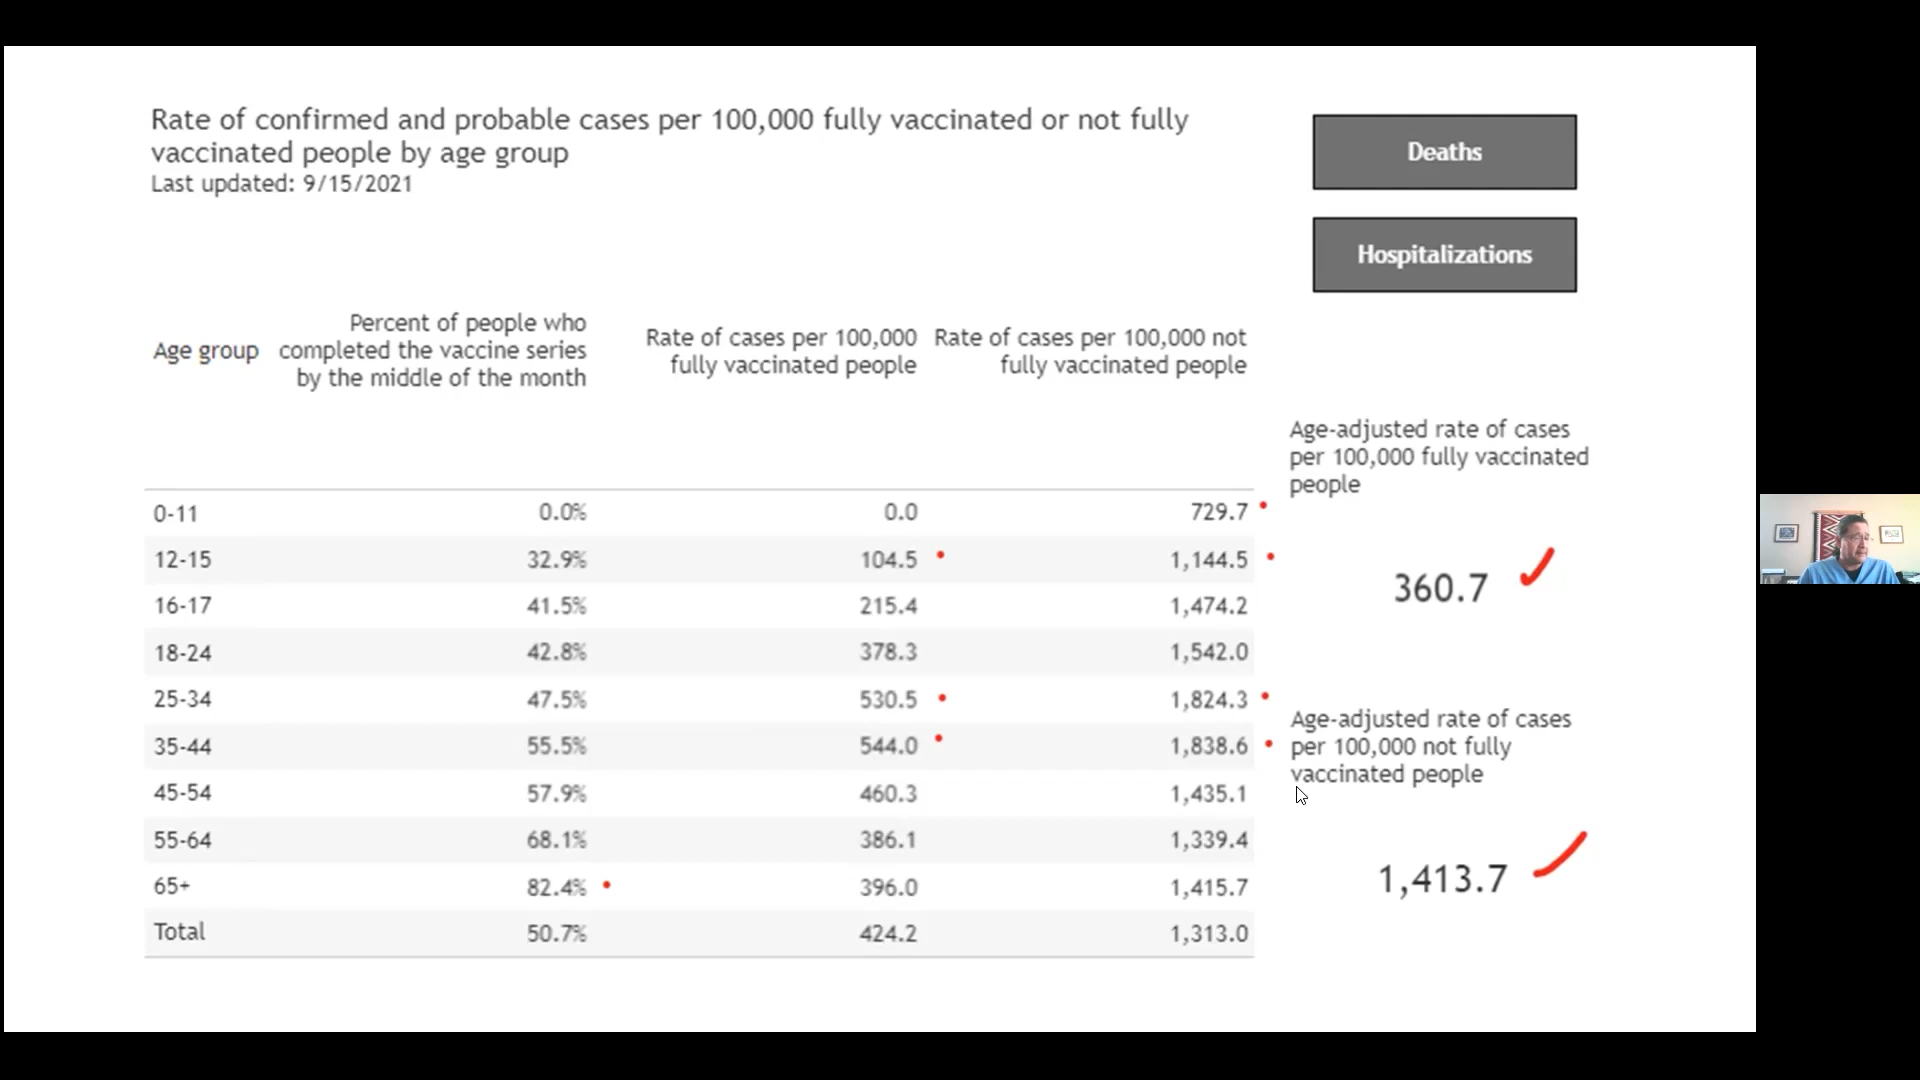 Rate of confirmed and probable cases per 100,000 fully vaccinated or not fully
vaccinated people by age group
Last updated: 9/15/2021
Deaths
Hospitalizations
Age group
Percent of people who
completed the vaccine series
by the middle of the month
Rate of cases per 100,000
fully vaccinated people
Rate of cases per 100,000 not
fully vaccinated people
0-11 0.0% 0.0 729.7
12-15 32.9% 104.5 1,144.5
16-17 41.5% 215.4 1,474.2
18-24 42.8% 378.3 1,542.0
25-34 47.5% 530.5 1,824.3
35-44 55.5% 544.0 1,838.6
45-54 57.9% 460.3 1,435.1
55-64 68.1% 386.1 1,339.4
65+ 82.4% 396.0 1,415.7
Total 50.7% 424.2 1,313.0
Age-adjusted rate of cases
per 100,000 fully vaccinated
people
360.7
Age-adjusted rate of cases
per 100,000 not fully
vaccinated people
1,413.7